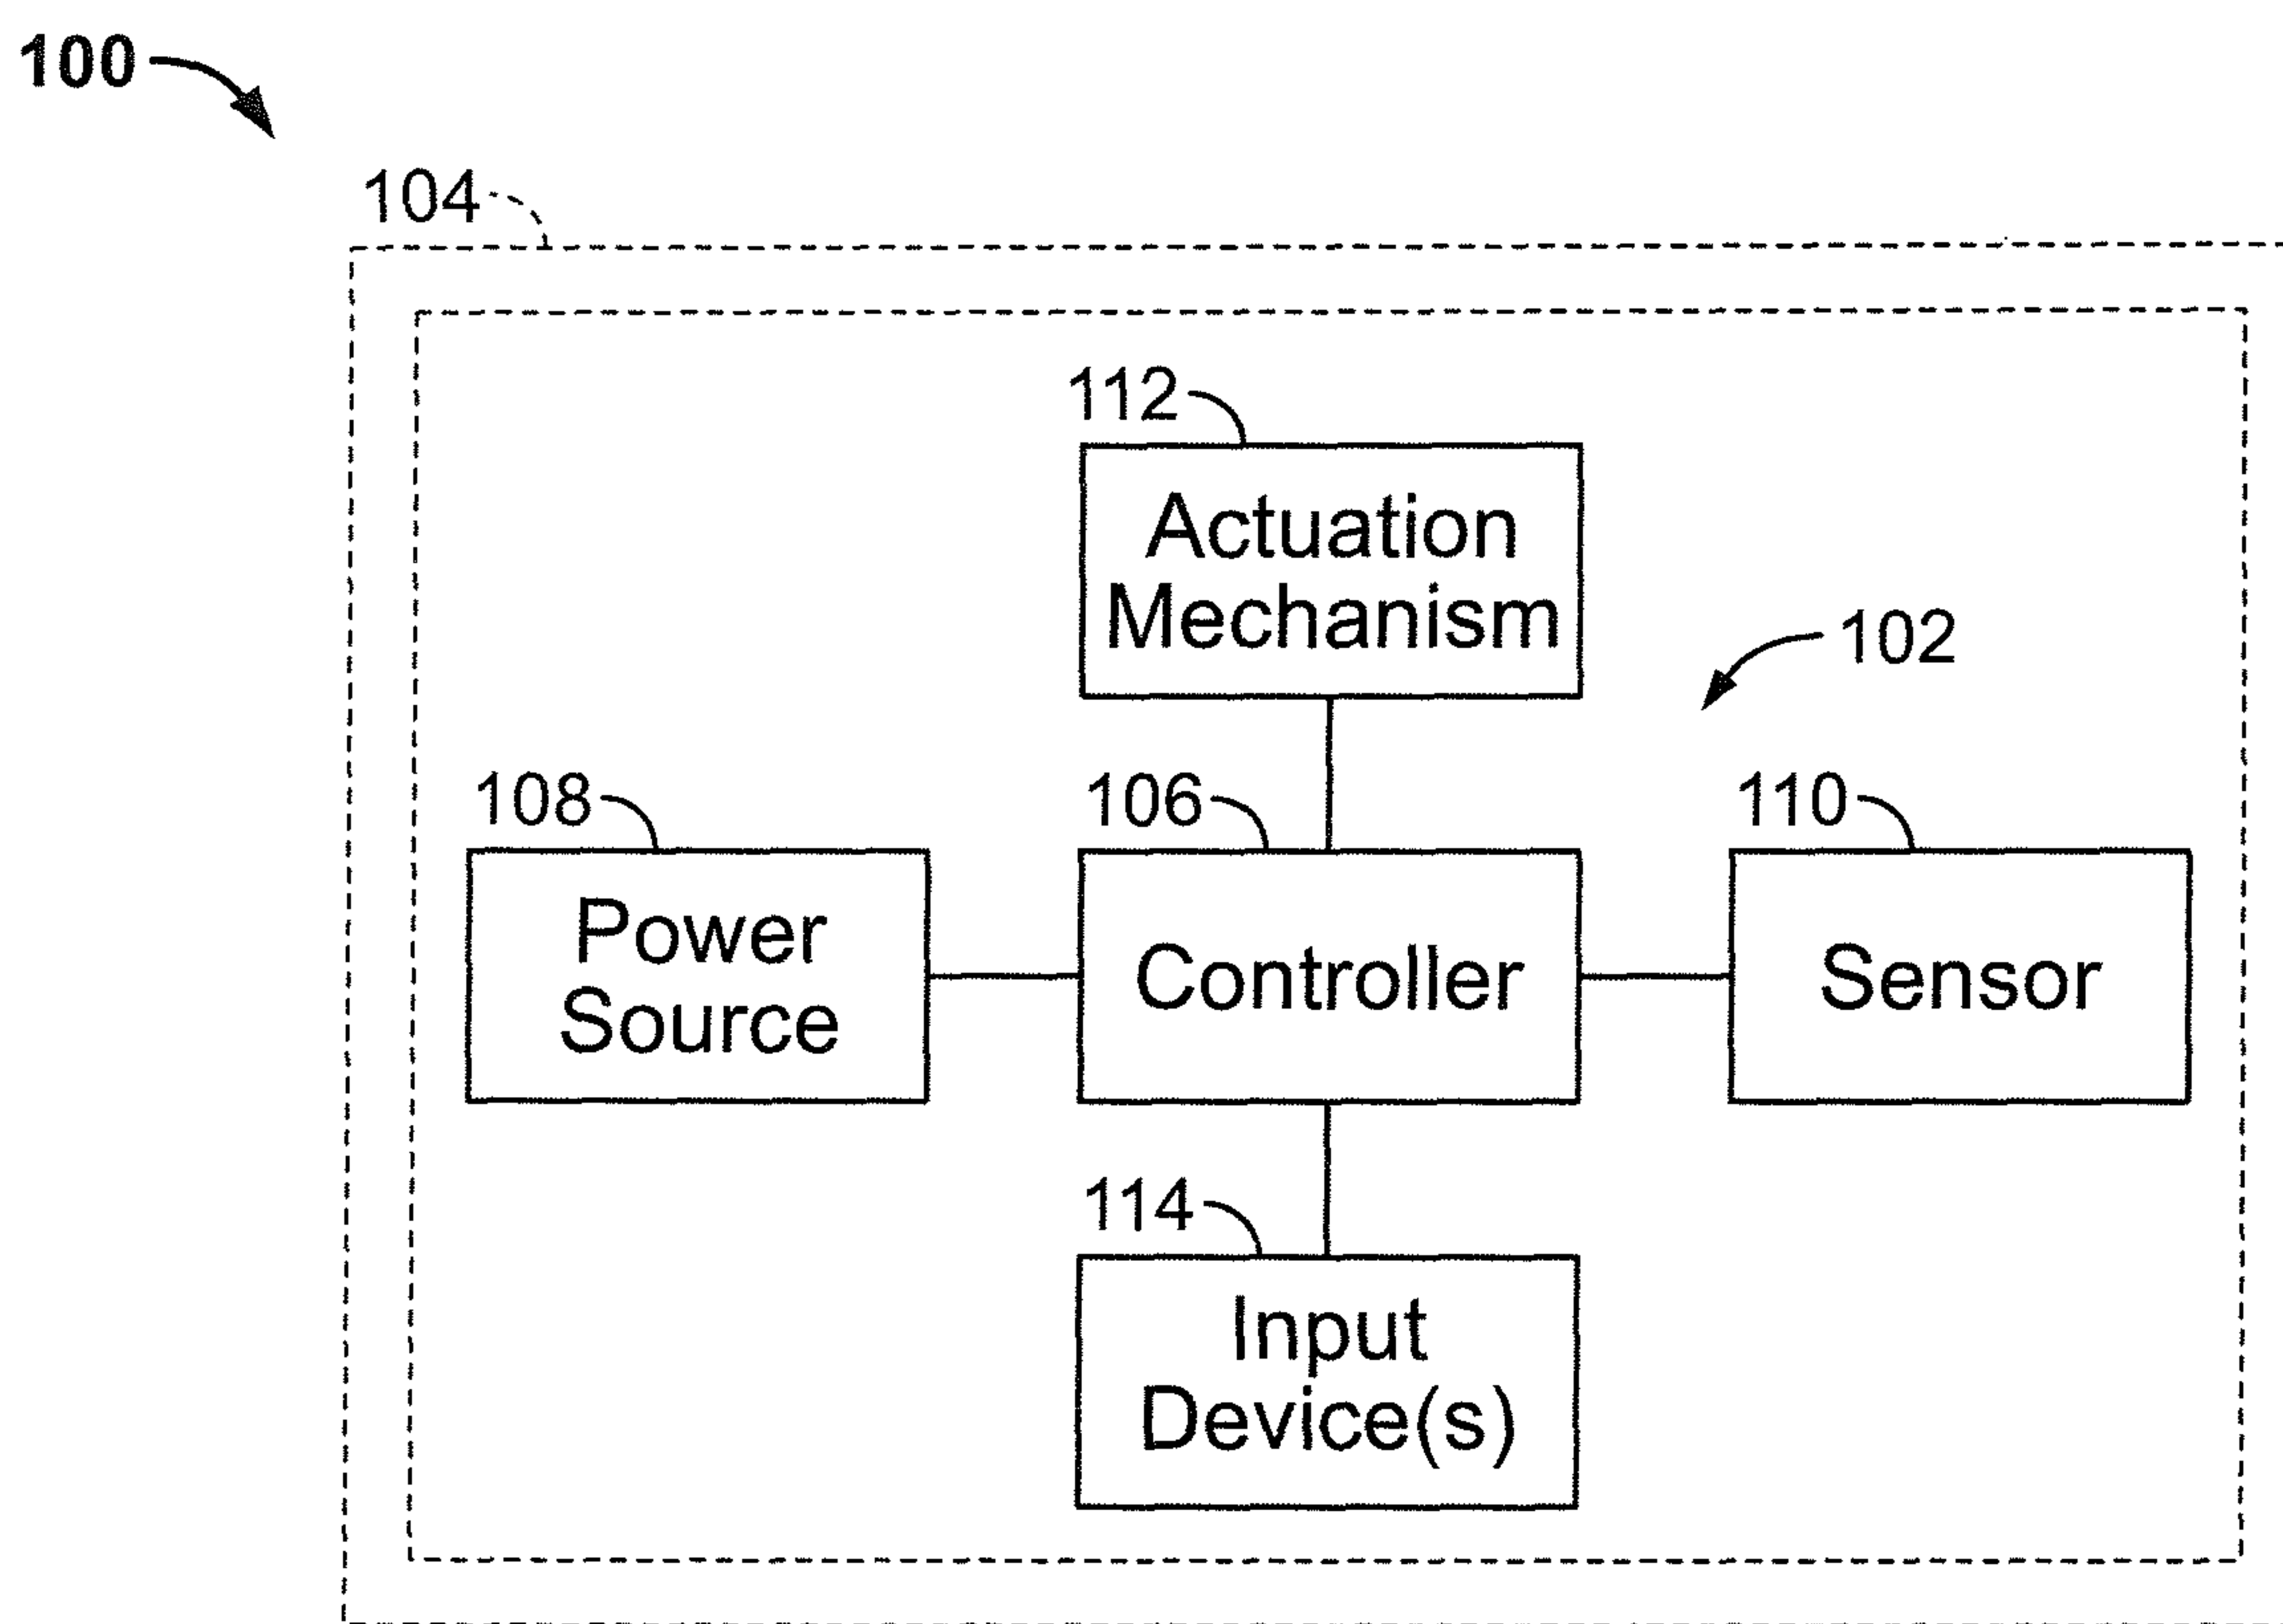 100
104
112
Actuation
Mechanism
102
108
106
110
Power
Source
Controller
Sensor
114
Input
Device(s)